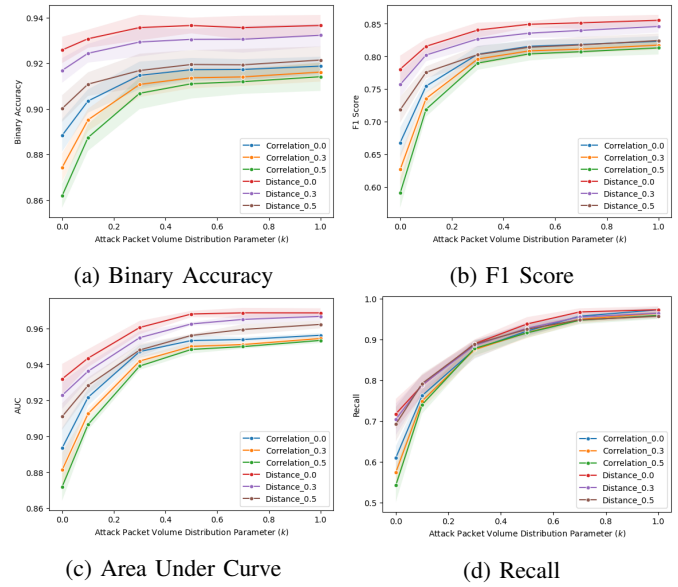 0.94
0.92
0.90
0.88
0.86
Binary Accuracy
Correlation_0.0
Correlation_0.3
Correlation_0.5
Distance_0.0
Distance_0.3
Distance_0.5
0.0 0.2 0.4 0.6 0.8 1.0
Attack Packet Volume Distribution Parameter (k)
(a) Binary Accuracy
0.85
0.80
0.75
0.70
0.65
0.60
F1 Score
Correlation_0.0
Correlation_0.3
Correlation_0.5
Distance_0.0
Distance_0.3
Distance_0.5
0.0 0.2 0.4 0.6 0.8 1.0
Attack Packet Volume Distribution Parameter (k)
(b) F1 Score
0.96
0.94
0.92
0.90
0.88
0.86
AUC
Correlation_0.0
Correlation_0.3
Correlation_0.5
Distance_0.0
Distance_0.3
Distance_0.5
0.0 0.2 0.4 0.6 0.8 1.0
Attack Packet Volume Distribution Parameter (k)
(c) Area Under Curve
1.0
0.9
0.8
0.7
0.6
0.5
Recall
Correlation_0.0
Correlation_0.3
Correlation_0.5
Distance_0.0
Distance_0.3
Distance_0.5
0.0 0.2 0.4 0.6 0.8 1.0
Attack Packet Volume Distribution Parameter (k)
(d) Recall